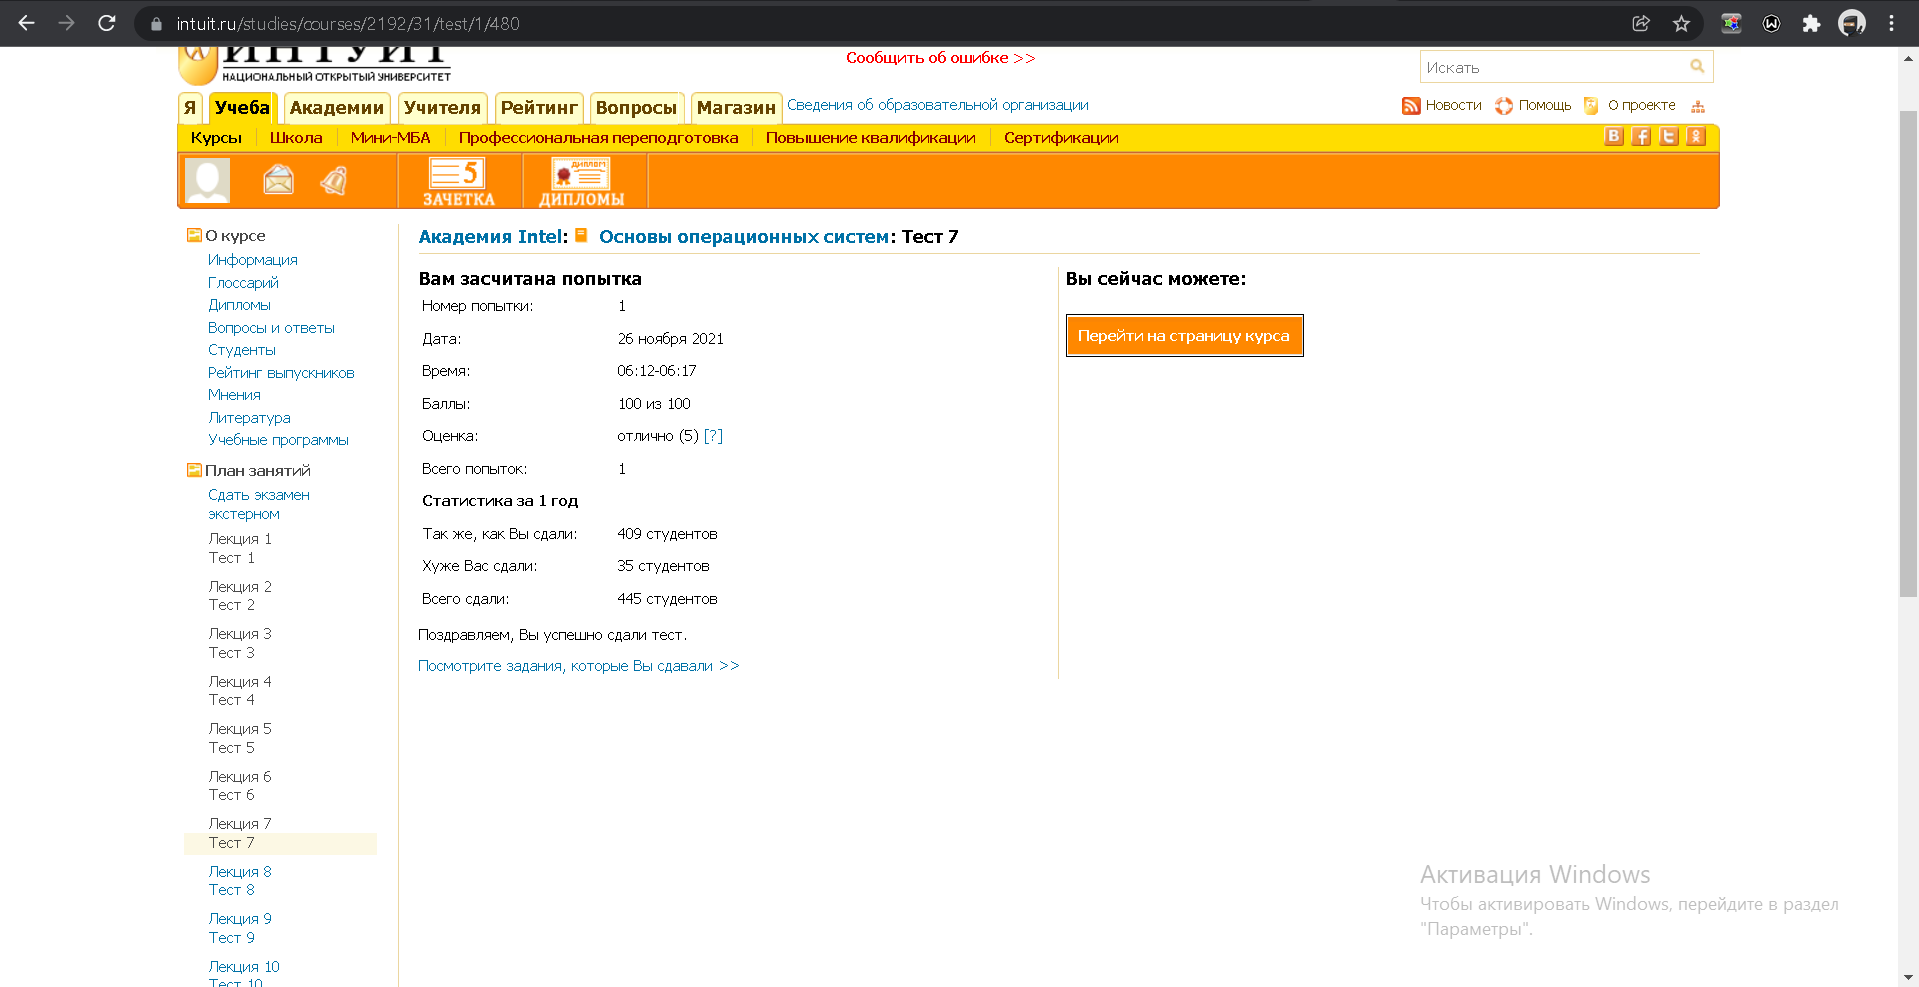 intuit.ru/studies/courses/2192/31/test/1/480
ИНТУИТ
НАЦИОНАЛЬНЫЙ ОТКРЫТЫЙ УНИВЕРСИТЕТ
Сообщить об ошибке >>
Искать
Я Учеба Академии Учителя Рейтинг Вопросы Магазин Сведения об образовательной организации
Новости Помощь О проекте
Курсы Школа Мини-МБА Профессиональная переподготовка Повышение квалификации Сертификации
5 ЗАЧЕТКА
ДИПЛОМ ДИПЛОМЫ
О курсе
Информация
Глоссарий
Дипломы
Вопросы и ответы
Студенты
Рейтинг выпускников
Мнения
Литература
Учебные программы
План занятий
Сдать экзамен
экстерном
Лекция 1
Тест 1
Лекция 2
Тест 2
Лекция 3
Тест 3
Лекция 4
Тест 4
Лекция 5
Тест 5
Лекция 6
Тест 6
Лекция 7
Тест 7
Лекция 8
Тест 8
Лекция 9
Тест 9
Лекция 10
Тест 10
Академия Intel: Основы операционных систем: Тест 7
Вам засчитана попытка
Номер попытки: 1
Дата: 26 ноября 2021
Время: 06:12-06:17
Баллы: 100 из 100
Оценка: отлично (5) [?]
Всего попыток: 1
Статистика за 1 год
Так же, как Вы сдали: 409 студентов
Хуже Вас сдали: 35 студентов
Всего сдали: 445 студентов
Поздравляем, Вы успешно сдали тест.
Посмотрите задания, которые Вы сдавали >>
Вы сейчас можете:
Перейти на страницу курса
Активация Windows
Чтобы активировать Windows, перейдите в раздел
"Параметры".